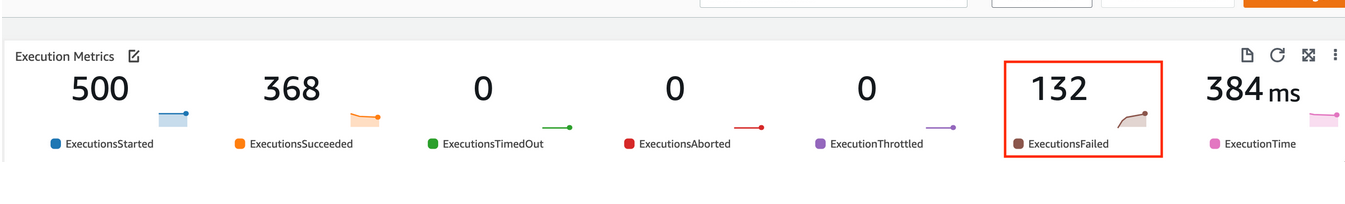 Execution Metrics
500 368 0 0 0 132 384 ms
ExecutionsStarted ExecutionsSucceeded ExecutionsTimedOut ExecutionsAborted ExecutionThrottled ExecutionsFailed ExecutionTime